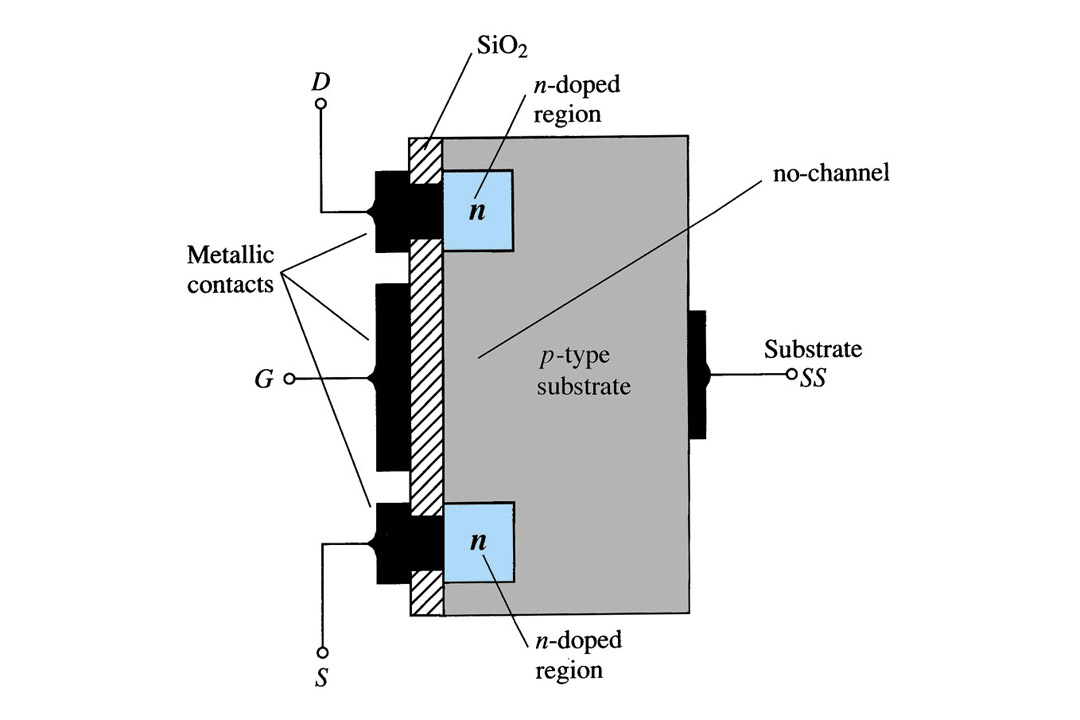 SiO₂
D
n-doped
region
no-channel
n
Metallic
contacts
p-type
substrate
Substrate
SS
G
n
n-doped
region
S